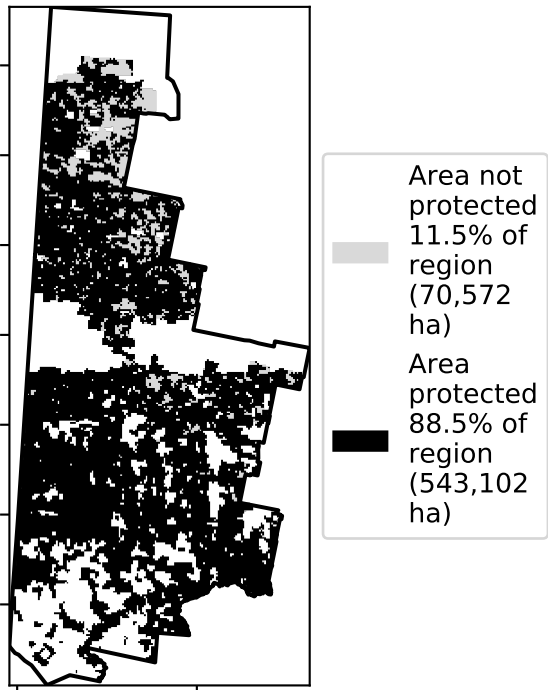 Area not
protected
11.5% of
region
(70,572
ha)
Area
protected
88.5% of
region
(543,102
ha)